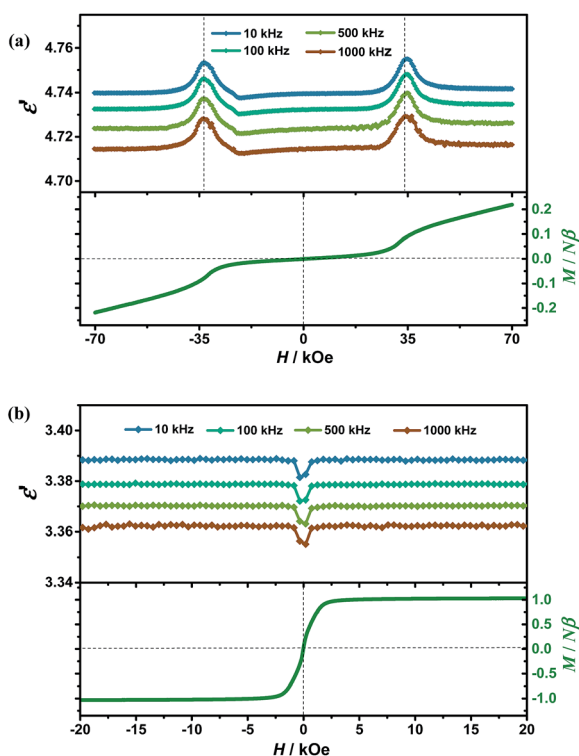 (a)
10 kHz 500 kHz
100 kHz 1000 kHz
4.76
4.74
4.72
4.70
ε'
0.2
0.1
0.0
-0.1
-0.2
M / Nβ
-70 -35 0 35 70
H / kOe
(b)
10 kHz 100 kHz 500 kHz 1000 kHz
3.40
3.38
3.36
3.34
ε'
1.0
0.5
0.0
-0.5
-1.0
M / Nβ
-20 -15 -10 -5 0 5 10 15 20
H / kOe